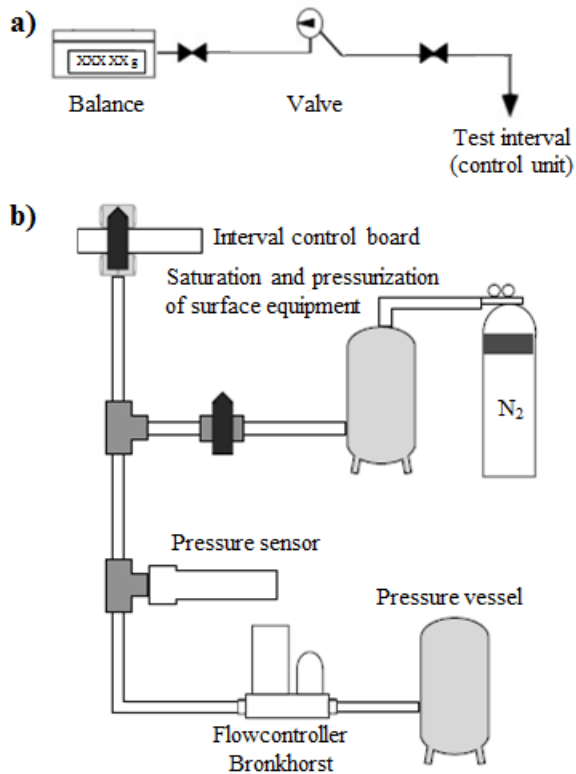 a)
XXX XX g
Balance
Valve
Test interval
(control unit)
b)
Interval control board
Saturation and pressurization
of surface equipment
N₂
Pressure sensor
Pressure vessel
Flowcontroller
Bronkhorst